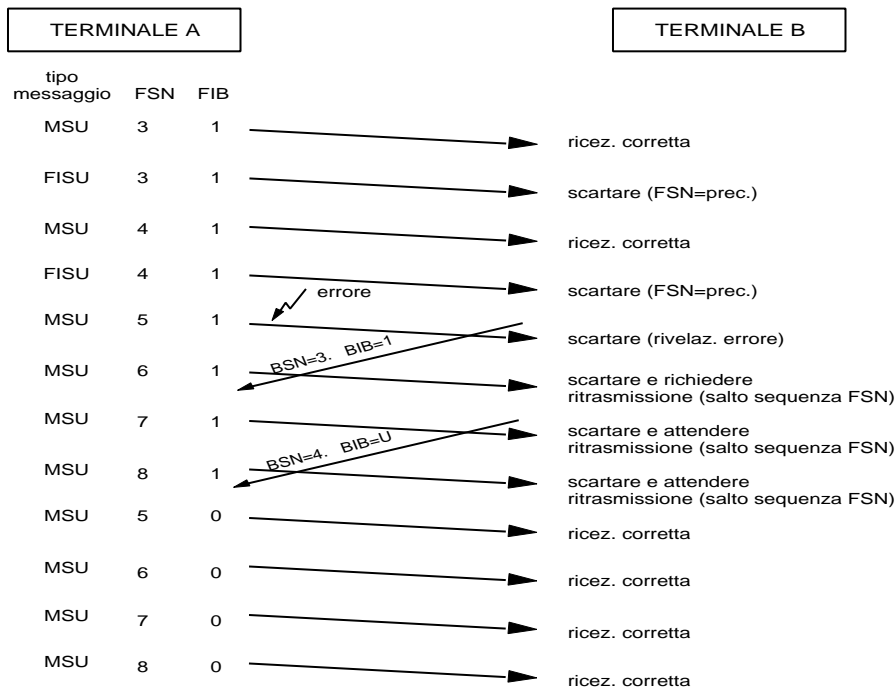 TERMINALE A
TERMINALE B
tipo
messaggio FSN FIB
MSU 3 1
ricez. corretta
FISU 3 1
scartare (FSN=prec.)
MSU 4 1
ricez. corretta
FISU 4 1
scartare (FSN=prec.)
errore
MSU 5 1
scartare (rivelaz. errore)
BSN=3. BIB=1
MSU 6 1
scartare e richiedere
ritrasmissione (salto sequenza FSN)
MSU 7 1
scartare e attendere
ritrasmissione (salto sequenza FSN)
BSN=4. BIB=U
MSU 8 1
scartare e attendere
ritrasmissione (salto sequenza FSN)
MSU 5 0
ricez. corretta
MSU 6 0
ricez. corretta
MSU 7 0
ricez. corretta
MSU 8 0
ricez. corretta